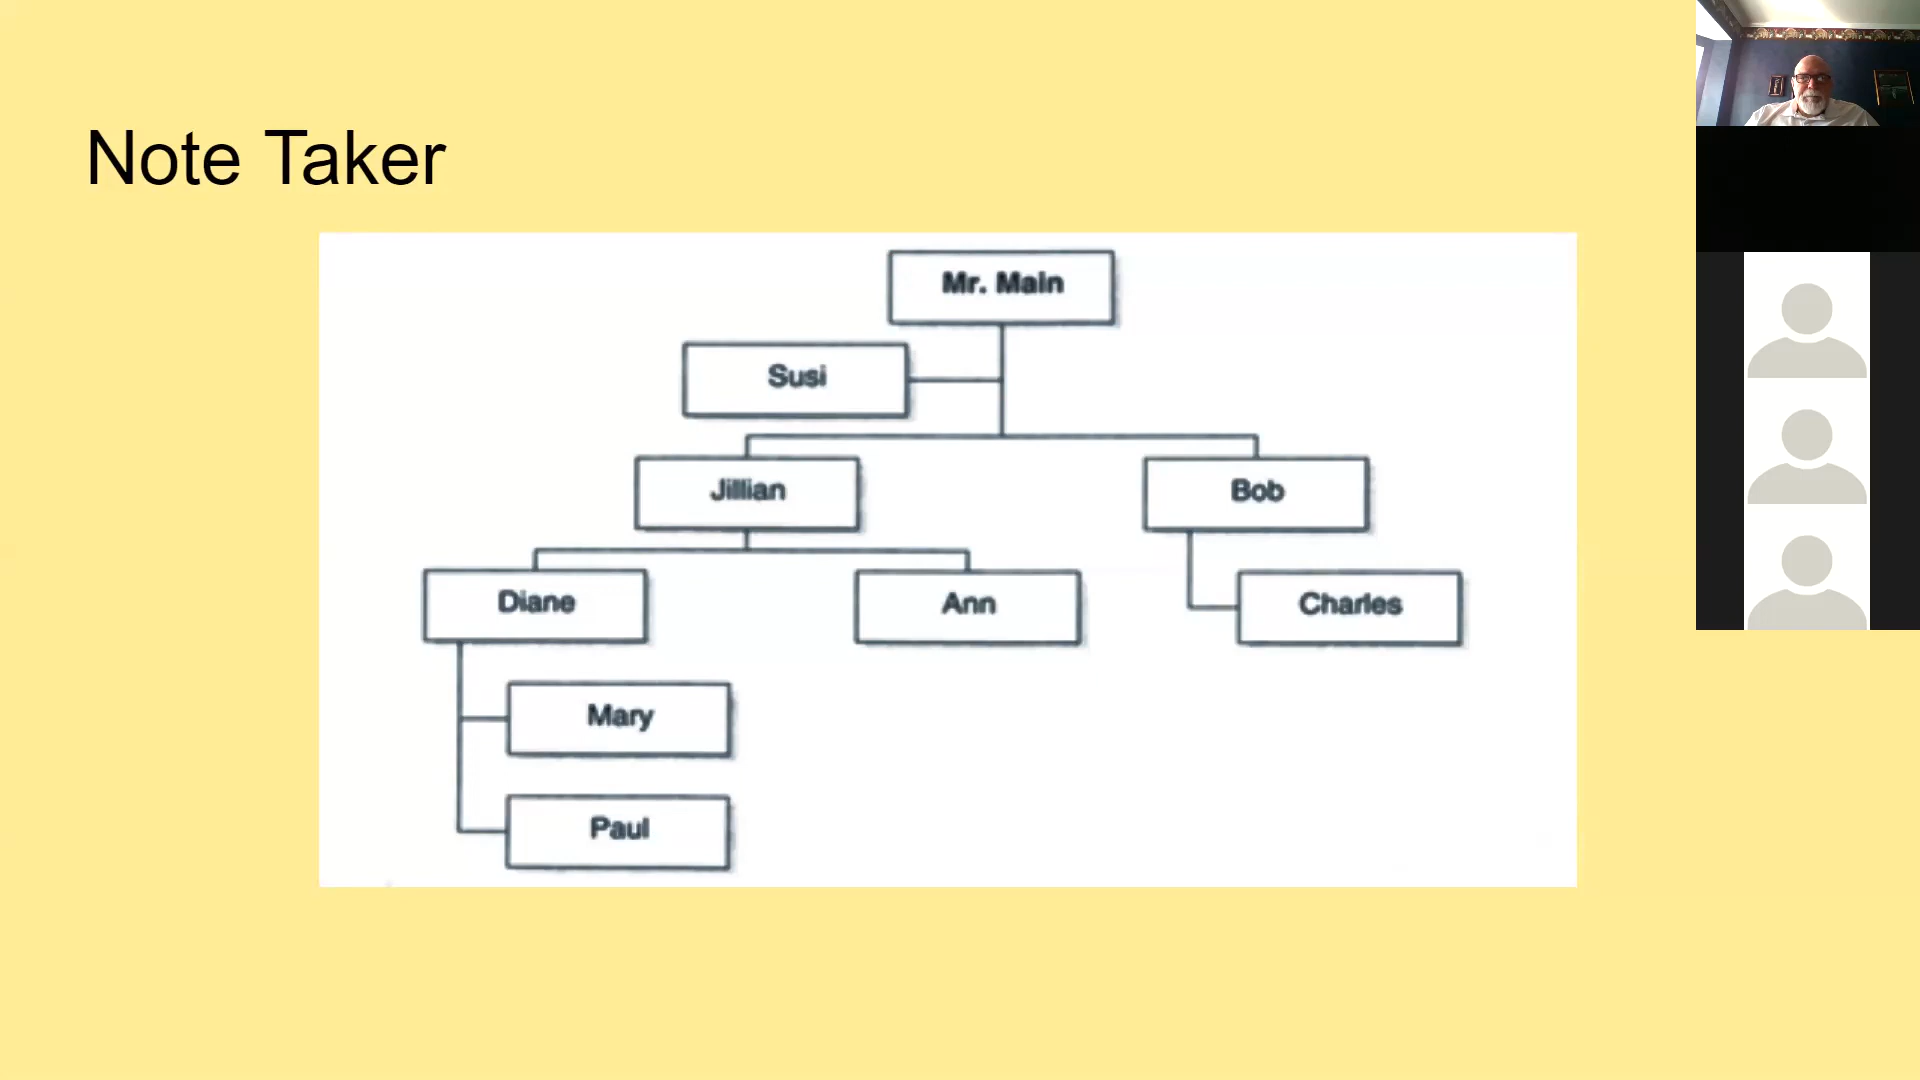 Note Taker
Mr. Main
Susi
Jillian
Bob
Diane
Ann
Charles
Mary
Paul